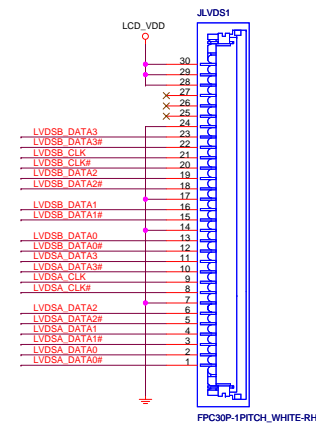 JLVDS1
LCD_VDD
30
29
28
27
26
25
24
LVDSB_DATA3 23
LVDSB_DATA3# 22
LVDSB_CLK 21
LVDSB_CLK# 20
LVDSB_DATA2 19
LVDSB_DATA2# 18
17
LVDSB_DATA1 16
LVDSB_DATA1# 15
14
LVDSB_DATA0 13
LVDSB_DATA0# 12
LVDSA_DATA3 11
LVDSA_DATA3# 10
LVDSA_CLK 9
LVDSA_CLK# 8
7
LVDSA_DATA2 6
LVDSA_DATA2# 5
LVDSA_DATA1 4
LVDSA_DATA1# 3
LVDSA_DATA0 2
LVDSA_DATA0# 1
FPC30P-1PITCH_WHITE-RH